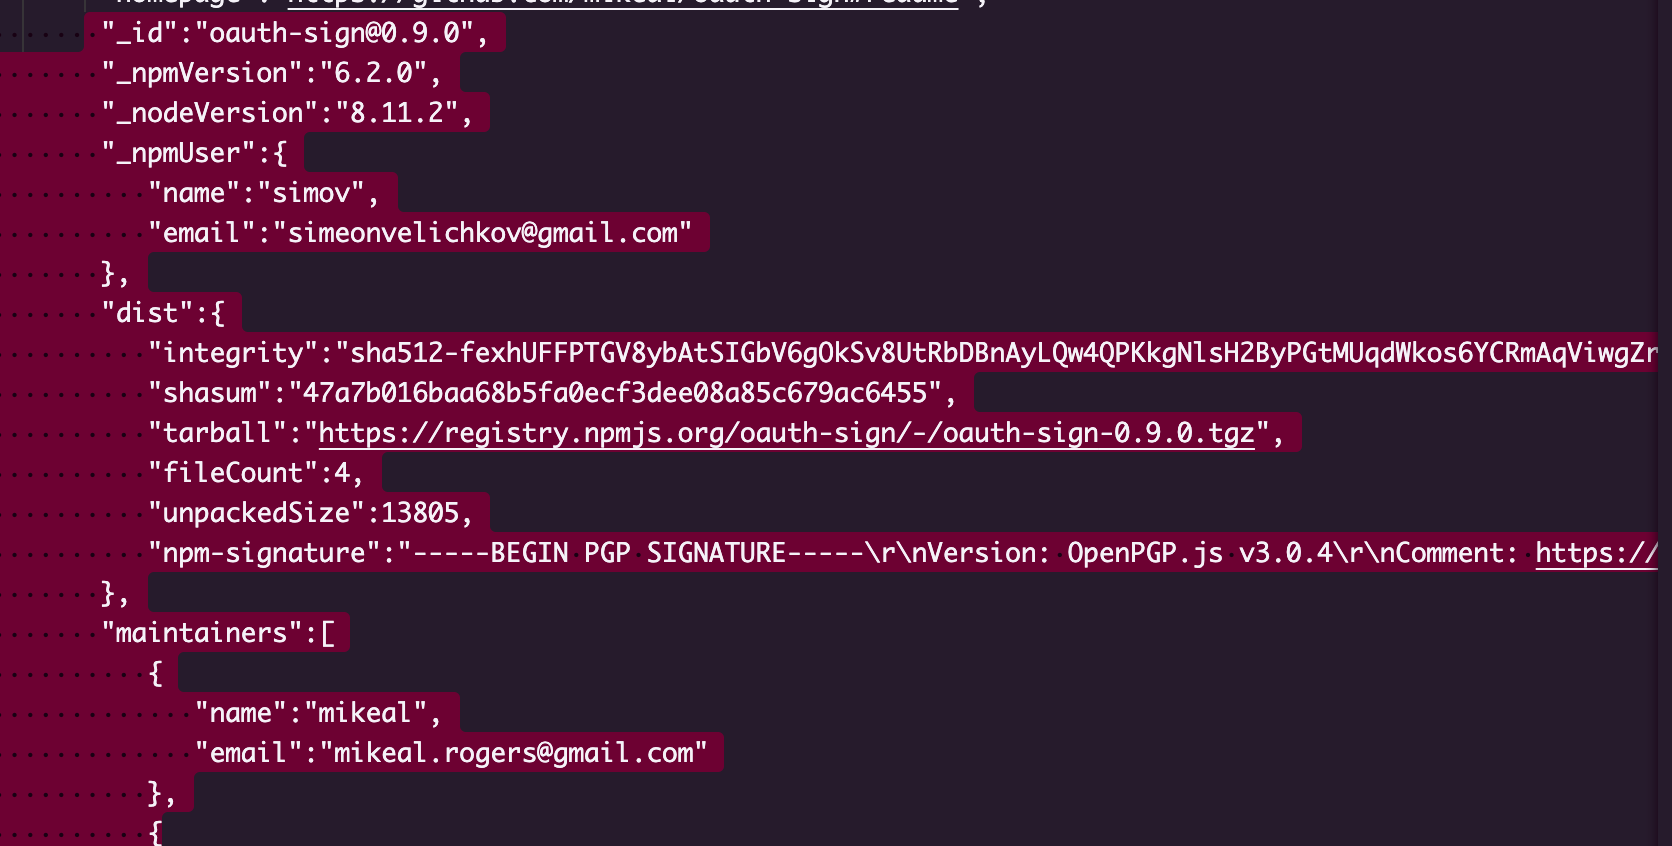 "_id":"oauth-sign@0.9.0",
"_npmVersion":"6.2.0",
"_nodeVersion":"8.11.2",
"_npmUser":{
"name":"simov",
"email":"simeonvelichkov@gmail.com"
},
"dist":{
"integrity":"sha512-fexhUFFPTGV8ybAtSIGbV6gOkSv8UtRbDBnAyLQw4QPKkgNlsH2ByPGtMUqdWkos6YCRmAqViwgZr
"shasum":"47a7b016baa68b5fa0ecf3dee08a85c679ac6455",
"tarball":"https://registry.npmjs.org/oauth-sign/-/oauth-sign-0.9.0.tgz",
"fileCount":4,
"unpackedSize":13805,
"npm-signature":"-----BEGIN PGP SIGNATURE-----\r\nVersion: OpenPGP.js v3.0.4\r\nComment: https://
},
"maintainers":[
{
"name":"mikeal",
"email":"mikeal.rogers@gmail.com"
},
{